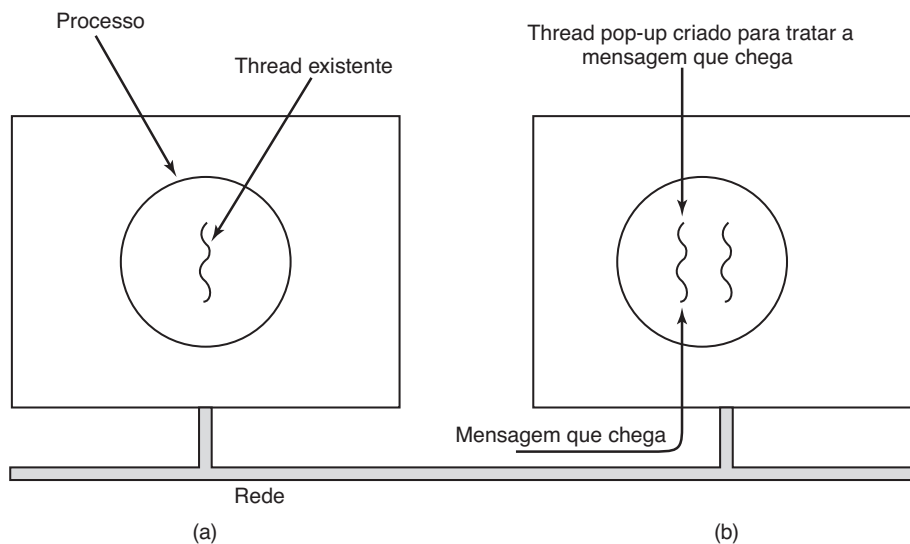 Processo
Thread existente
Thread pop-up criado para tratar a
mensagem que chega
Mensagem que chega
Rede
(a)
(b)